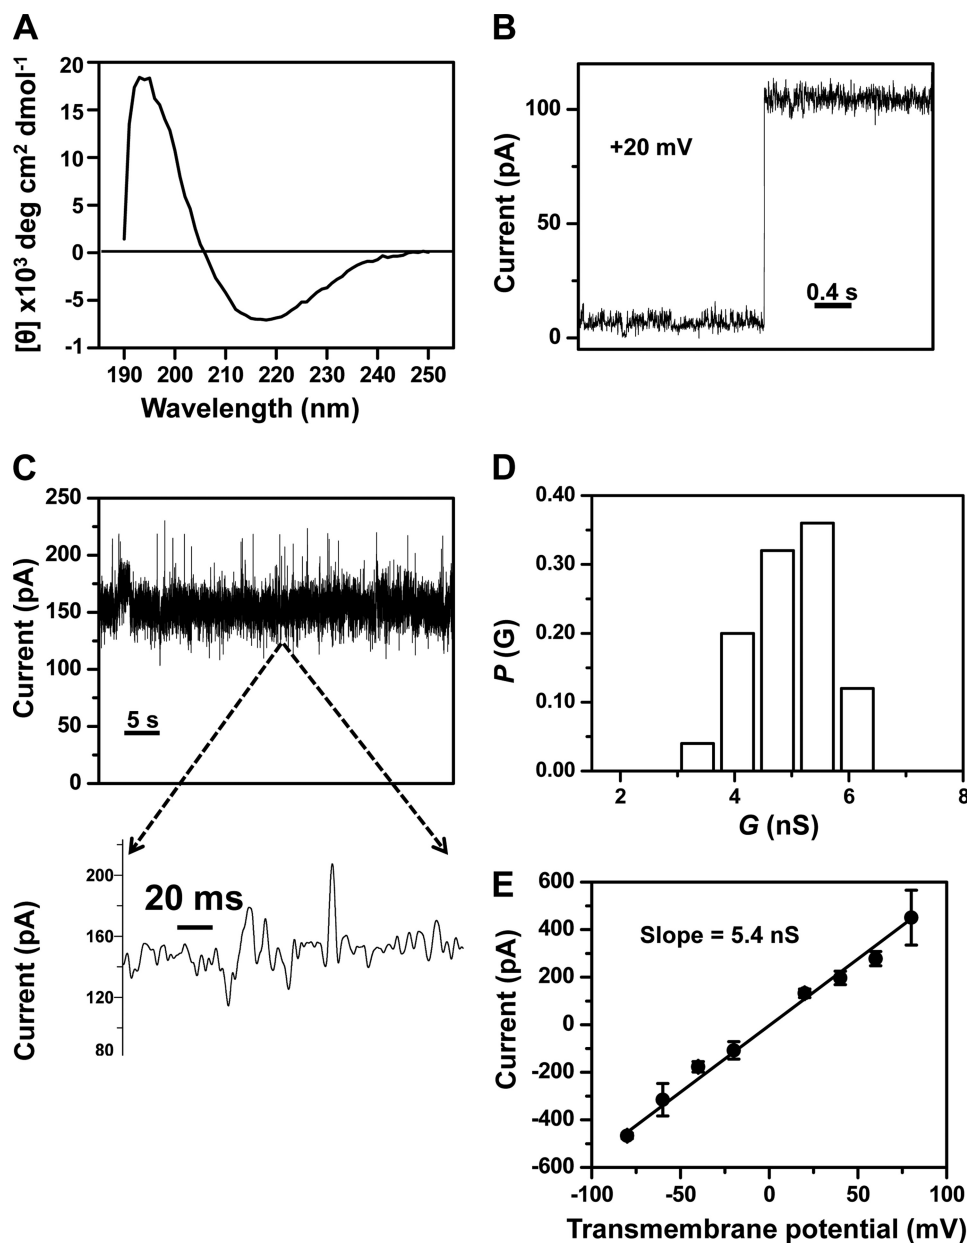 A
[θ] x10³ deg cm² dmol⁻¹
20
15
10
5
0
-5
-1
190 200 210 220 230 240 250
Wavelength (nm)
B
Current (pA)
100
50
0
+20 mV
0.4 s
C
Current (pA)
250
200
150
100
50
0
5 s
Current (pA)
200
160
120
80
20 ms
D
P (G)
0.40
0.30
0.20
0.10
0.00
2 4 6 8
G (nS)
E
Current (pA)
600
400
200
0
-200
-400
-600
Slope = 5.4 nS
-100 -50 0 50 100
Transmembrane potential (mV)